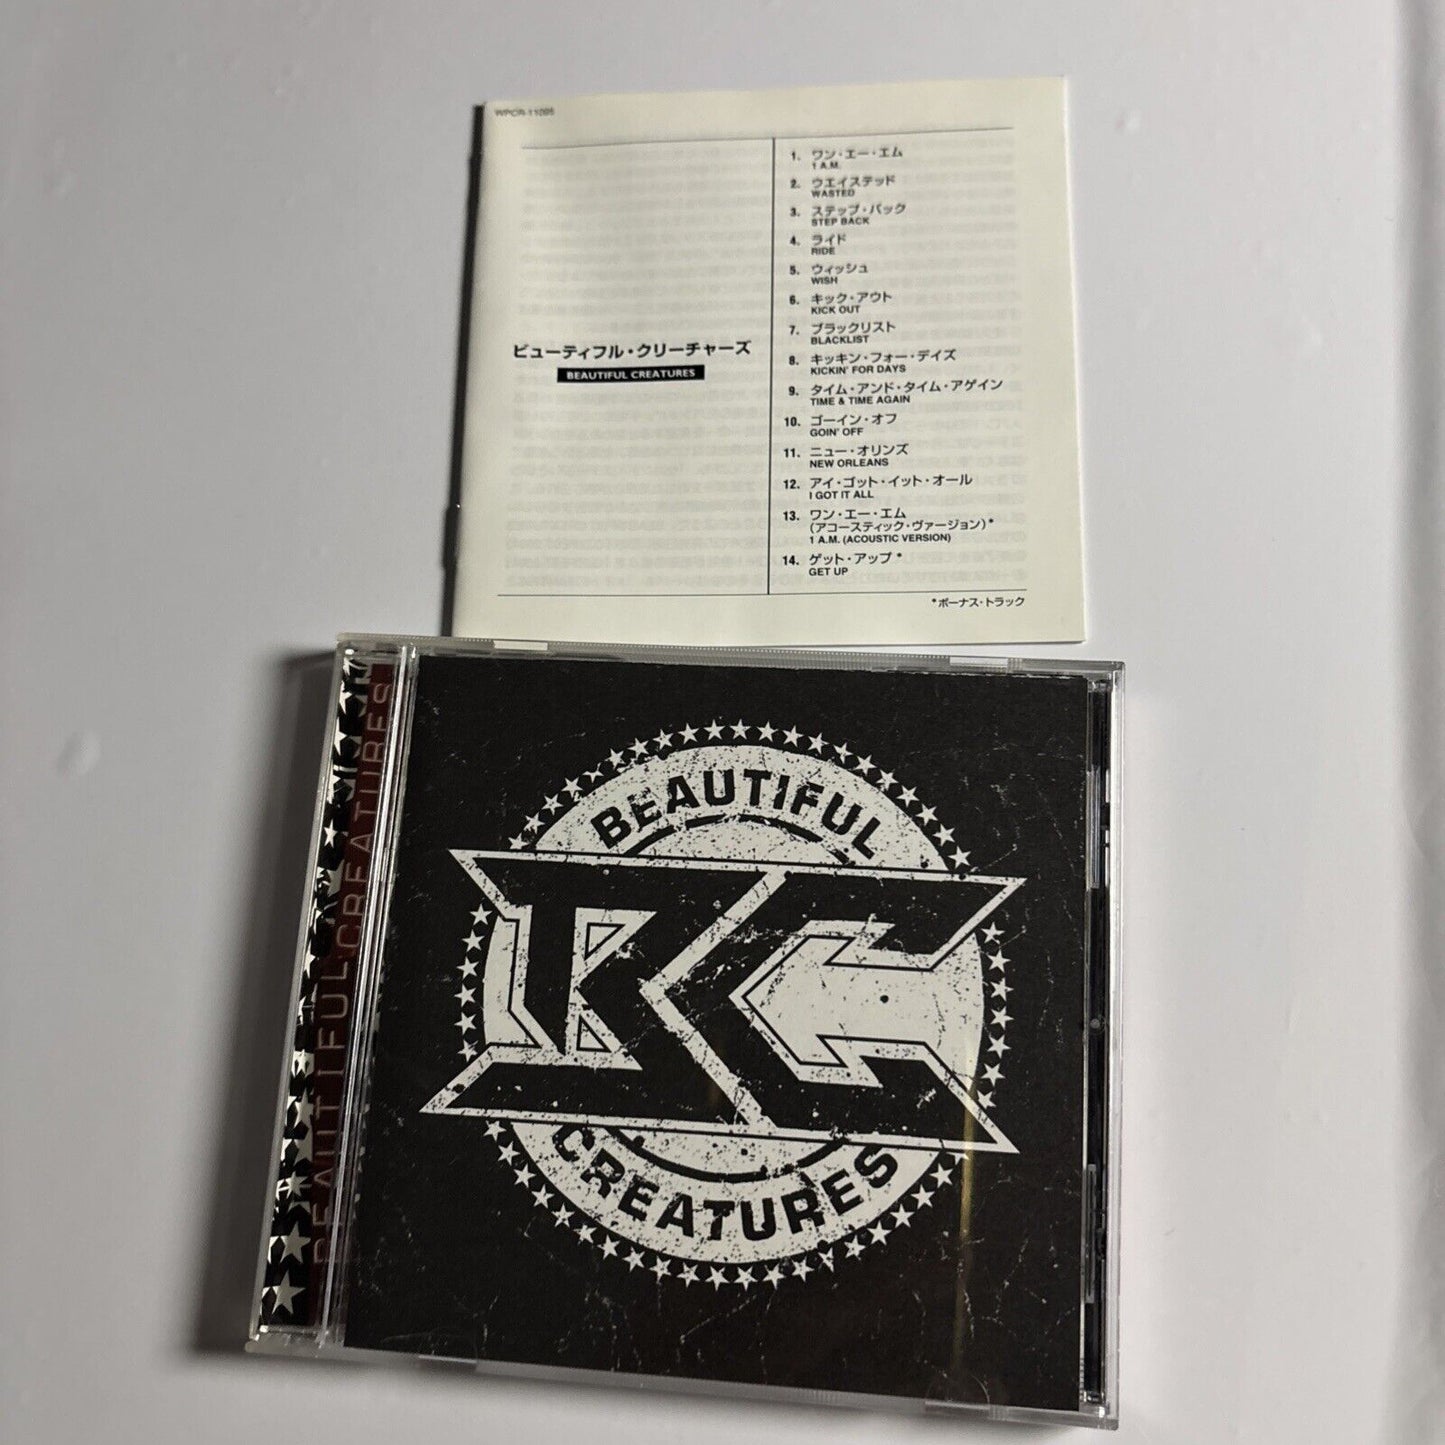 WPCR-11095
ビューティフル・クリーチャーズ
BEAUTIFUL CREATURES
1. ワン・エー・エム
1 A.M.
2. ウエイステッド
WASTED
3. ステップ・バック
STEP BACK
4. ライド
RIDE
5. ウィッシュ
WISH
6. キック・アウト
KICK OUT
7. ブラックリスト
BLACKLIST
8. キッキン・フォー・デイズ
KICKIN' FOR DAYS
9. タイム・アンド・タイム・アゲイン
TIME & TIME AGAIN
10. ゴーイン・オフ
GOIN' OFF
11. ニュー・オリンズ
NEW ORLEANS
12. アイ・ゴット・イット・オール
I GOT IT ALL
13. ワン・エー・エム
(アコースティック・ヴァージョン)*
1 A.M. (ACOUSTIC VERSION)
14. ゲット・アップ*
GET UP
*ボーナス・トラック
BEAUTIFUL CREATURES
BEAUTIFUL
BC
CREATURES